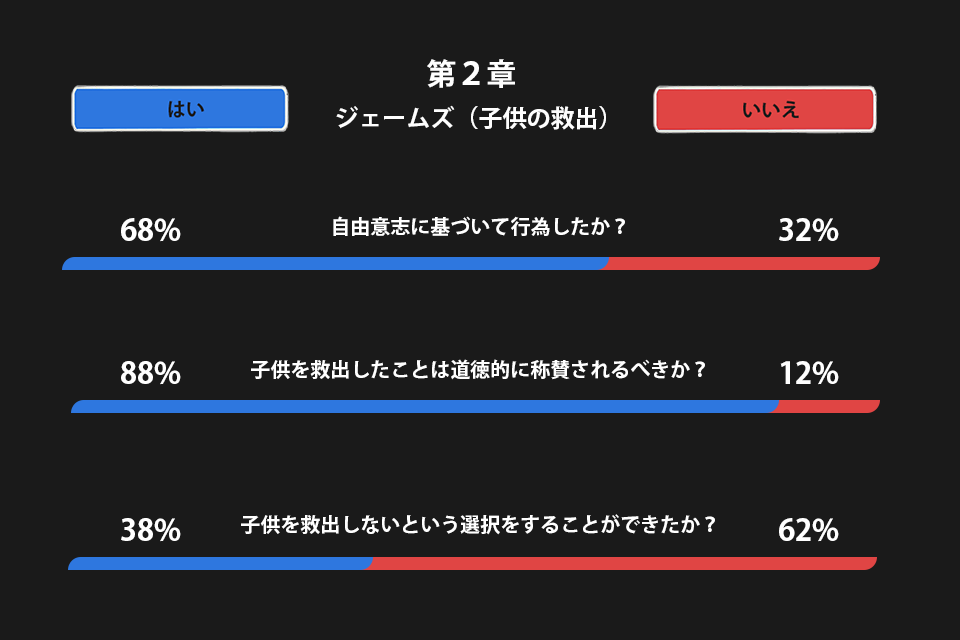 第２章
はい
ジェームズ（子供の救出）
いいえ
68%
自由意志に基づいて行為したか？
32%
88%
子供を救出したことは道徳的に称賛されるべきか？
12%
38%
子供を救出しないという選択をすることができたか？
62%